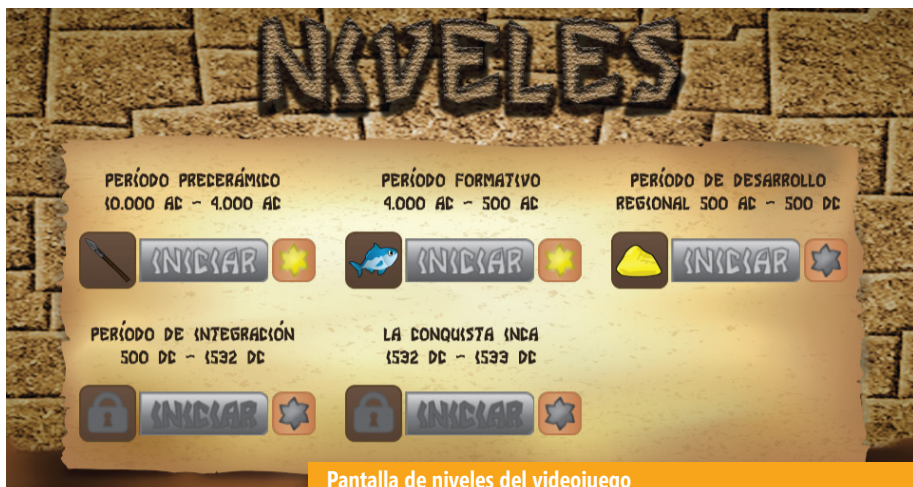 NIVELES
PERÍODO PRECERÁMICO
10.000 AC ~ 4.000 AC
INICIAR
PERÍODO FORMATIVO
4.000 AC ~ 500 AC
INICIAR
PERÍODO DE DESARROLLO
REGIONAL 500 AC ~ 500 DC
INICIAR
PERÍODO DE INTEGRACIÓN
500 DC ~ 1532 DC
INICIAR
LA CONQUISTA INCA
1532 DC ~ 1533 DC
INICIAR
Pantalla de niveles del videojuego